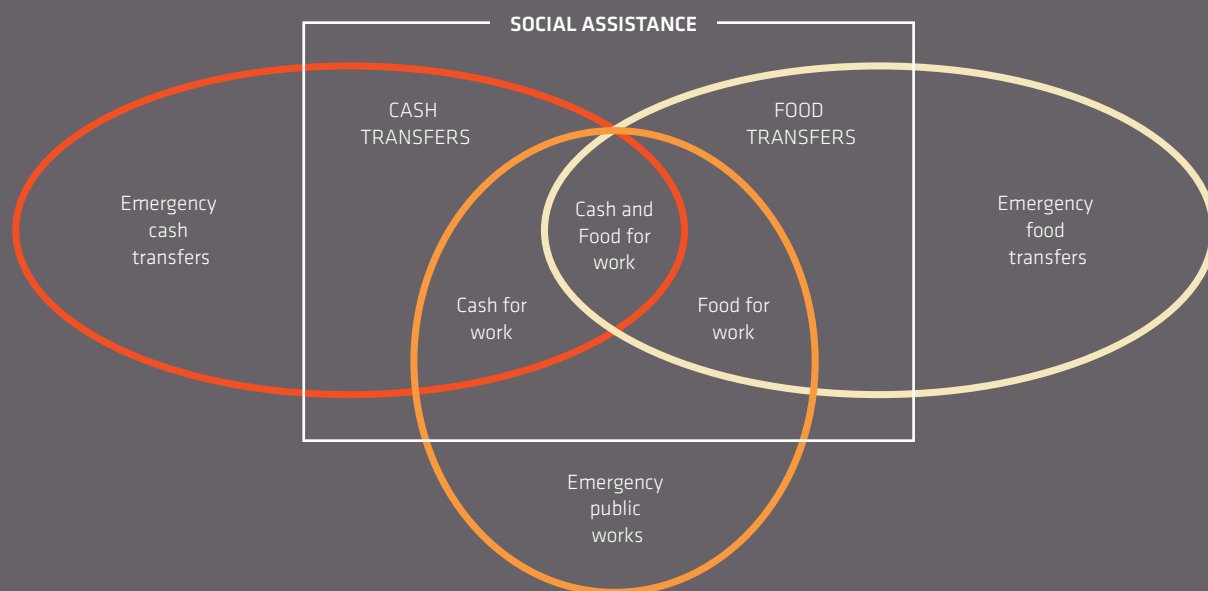 SOCIAL ASSISTANCE
CASH
TRANSFERS
FOOD
TRANSFERS
Emergency
cash
transfers
Cash and
Food for
work
Emergency
food
transfers
Cash for
work
Food for
work
Emergency
public
works